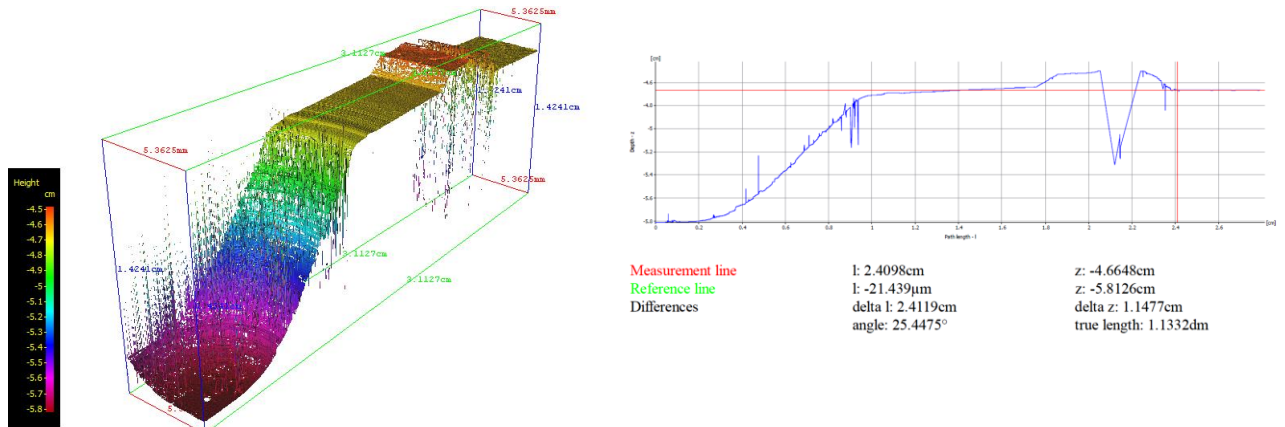 5.3625mm
3.1127cm
1.4241cm
5.3625mm
Height
cm
-4.5
-4.6
-4.7
-4.9
-5.0
-5.1
-5.2
-5.3
-5.4
-5.5
-5.6
-5.7
-5.8
1.4241cm
5.3625mm
3.1127cm
3.1127cm
[cm]
-4.6
-4.8
-5
-5.2
-5.4
-5.6
-5.8
Depth - z
0 0.2 0.4 0.6 0.8 1 1.2 1.4 1.6 1.8 2 2.2 2.4 2.6 2.8 [cm]
Path length - l
Measurement line l: 2.4098cm z: -4.6648cm
Reference line l: -21.439µm z: -5.8126cm
Differences delta l: 2.4119cm delta z: 1.1477cm
angle: 25.4475° true length: 1.1332dm